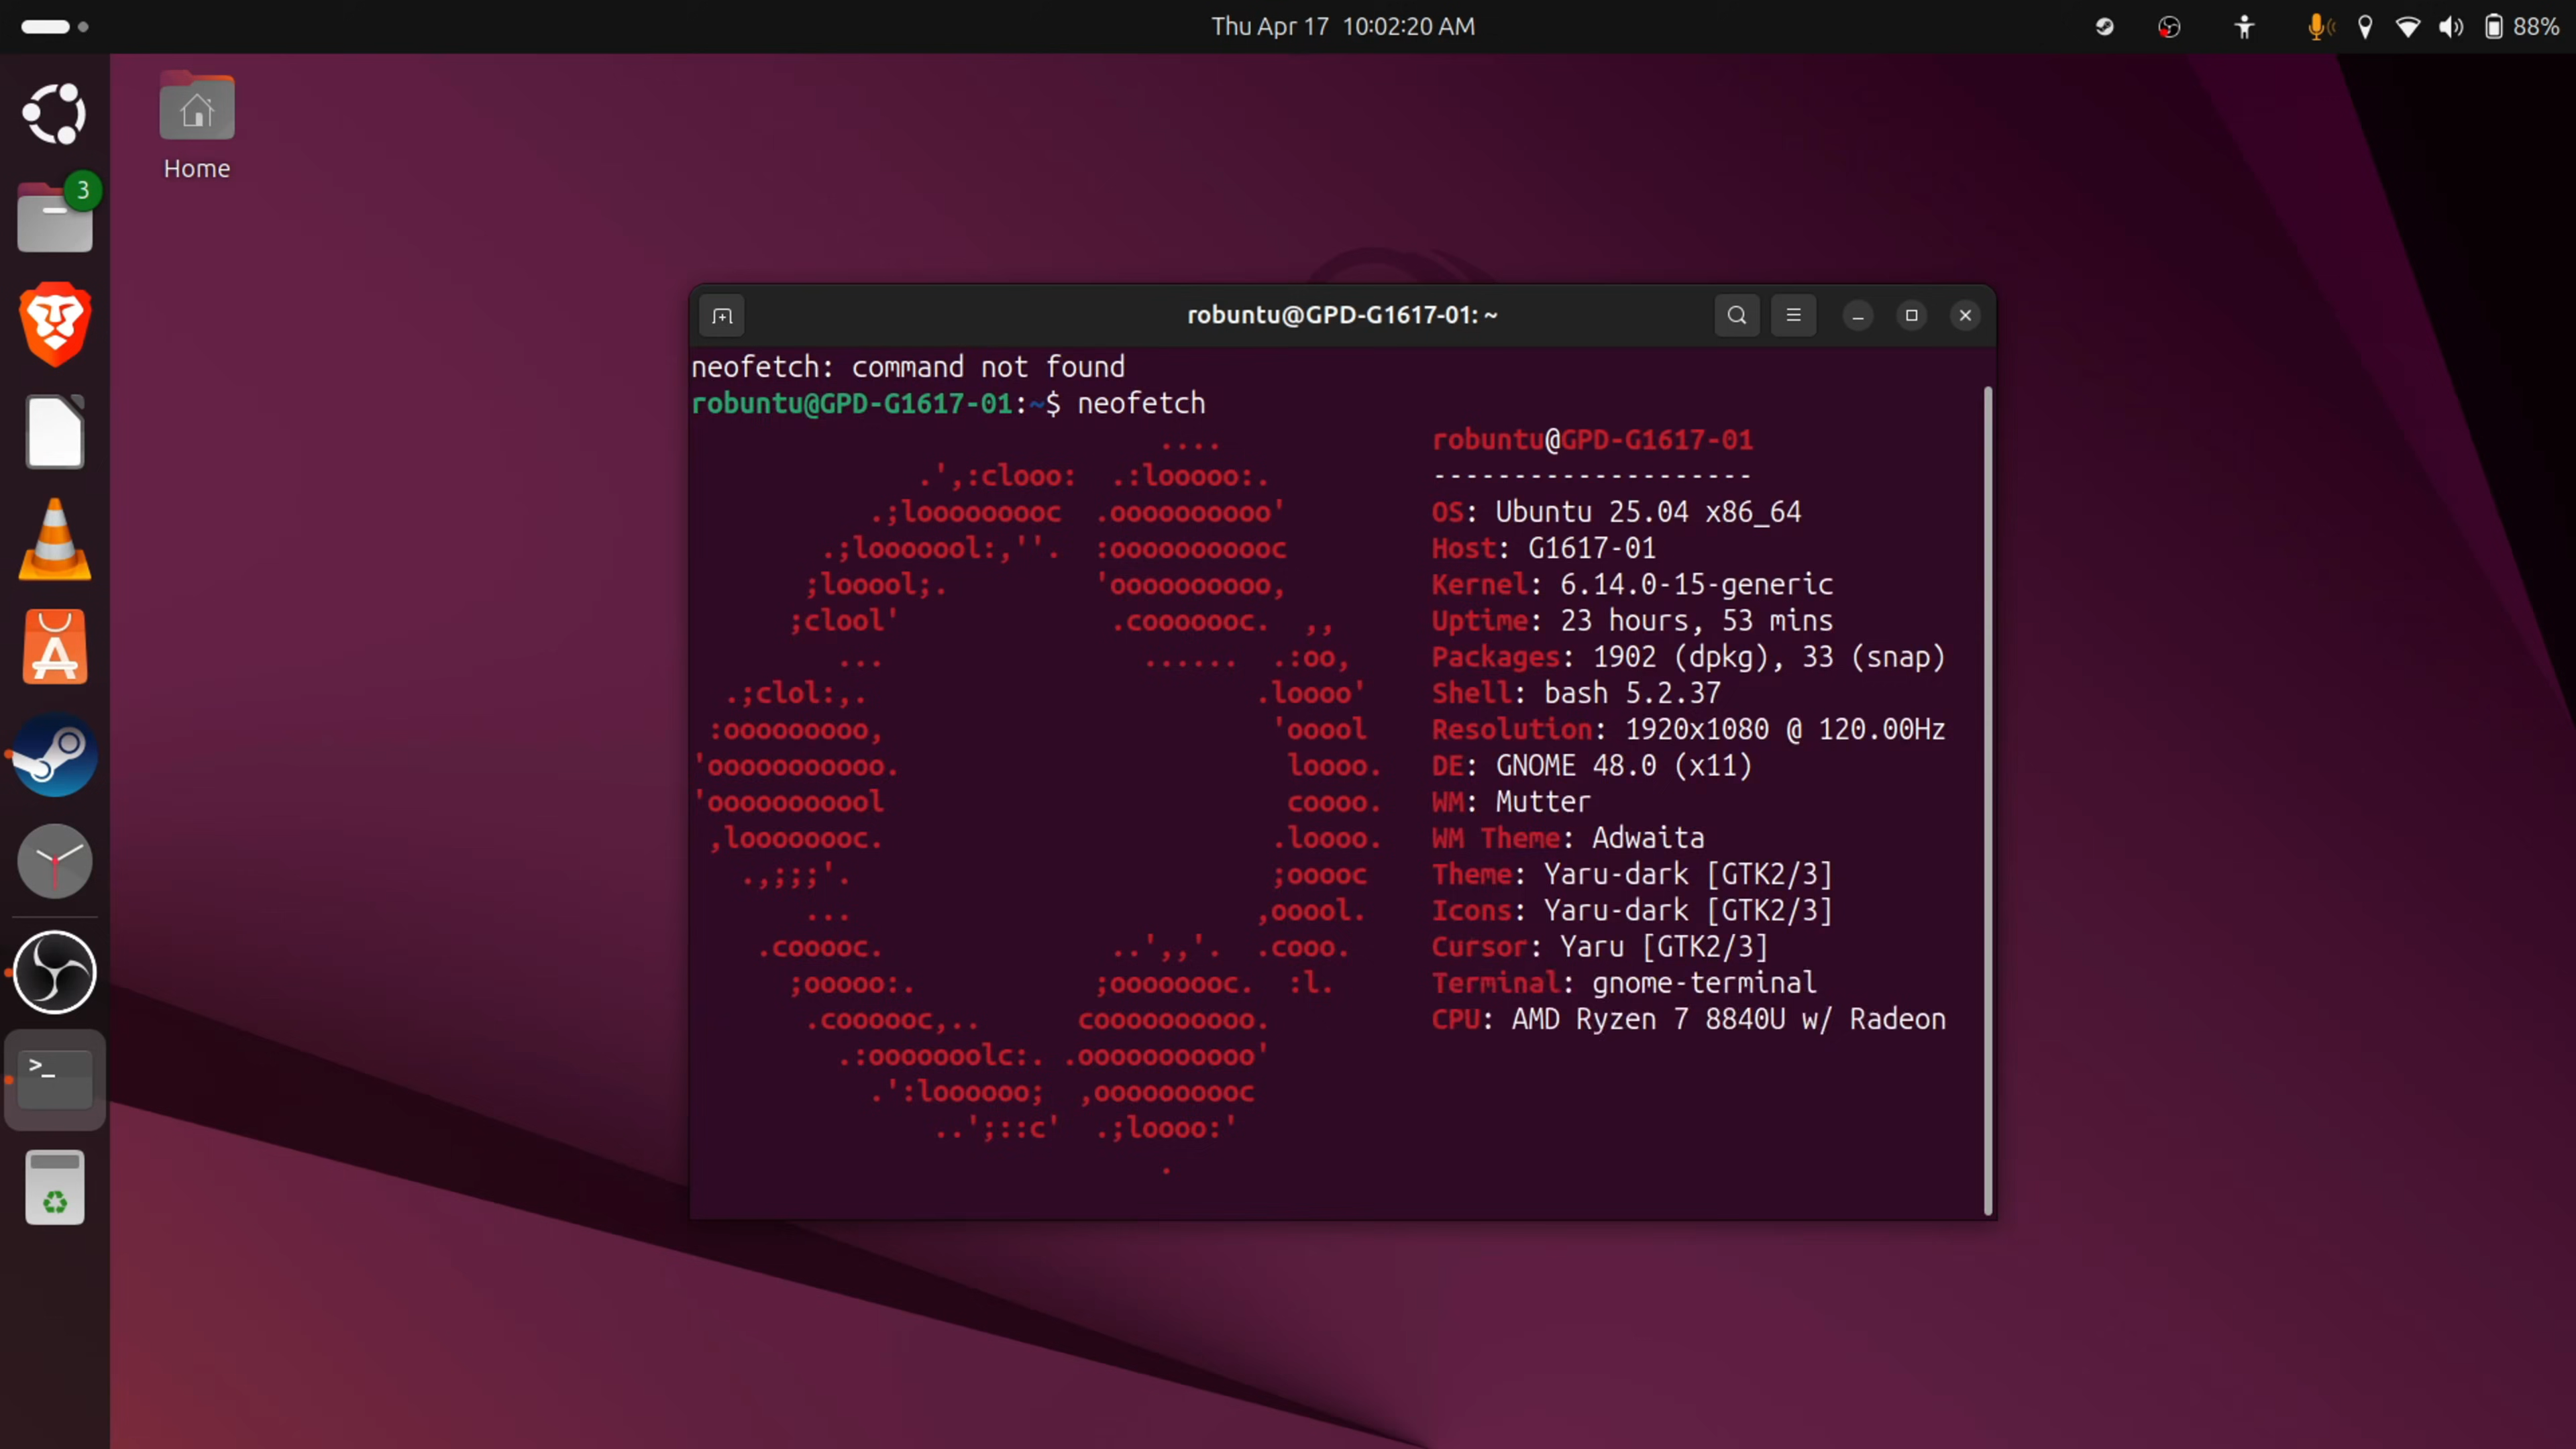 Thu Apr 17 10:02:20 AM
88%
Home
3
robuntu@GPD-G1617-01: ~
neofetch: command not found
robuntu@GPD-G1617-01:~$ neofetch
robuntu@GPD-G1617-01
--------------------
OS: Ubuntu 25.04 x86_64
Host: G1617-01
Kernel: 6.14.0-15-generic
Uptime: 23 hours, 53 mins
Packages: 1902 (dpkg), 33 (snap)
Shell: bash 5.2.37
Resolution: 1920x1080 @ 120.00Hz
DE: GNOME 48.0 (x11)
WM: Mutter
WM Theme: Adwaita
Theme: Yaru-dark [GTK2/3]
Icons: Yaru-dark [GTK2/3]
Cursor: Yaru [GTK2/3]
Terminal: gnome-terminal
CPU: AMD Ryzen 7 8840U w/ Radeon